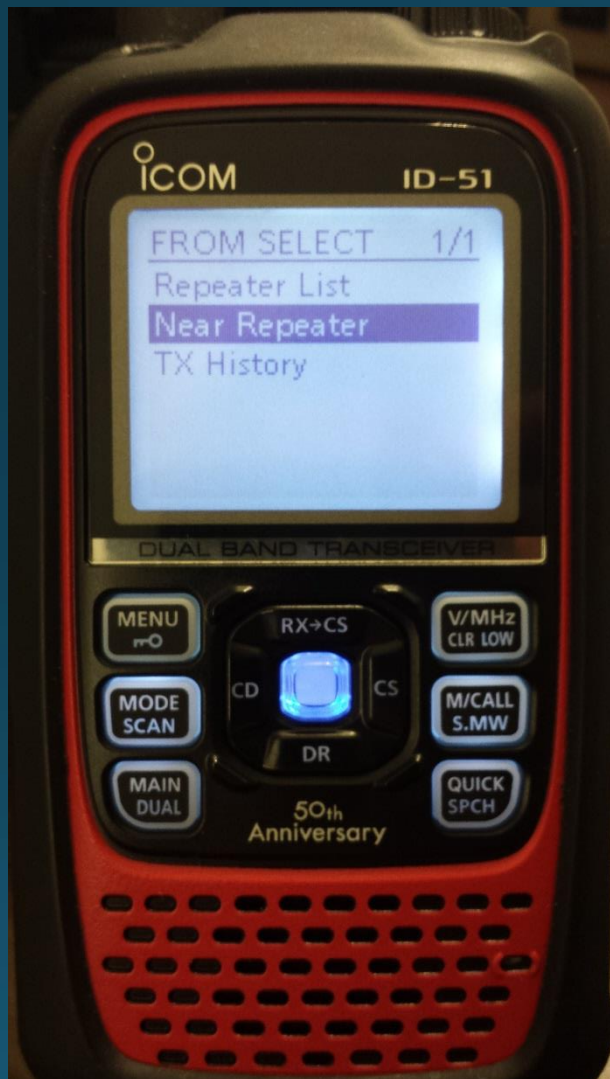 ICOM ID-51
FROM SELECT 1/1
Repeater List
Near Repeater
TX History
DUAL BAND TRANSCEIVER
MENU
RX→CS
V/MHz
CLR LOW
MODE
SCAN
CD
CS
M/CALL
S.MW
DR
MAIN
DUAL
50th
Anniversary
QUICK
SPCH